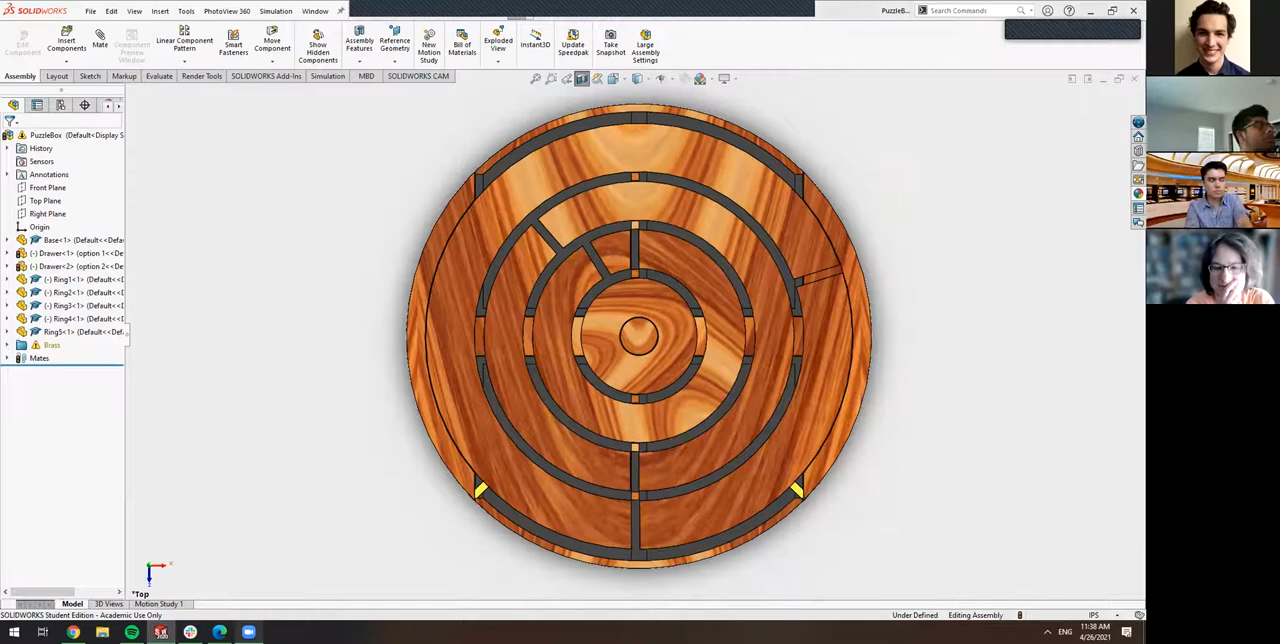 SOLIDWORKS File Edit View Insert Tools PhotoView 360 Simulation Window PuzzleB... Search Commands
Edit Component
Insert Components
Mate
Component Preview Window
Linear Component Pattern
Smart Fasteners
Move Component
Show Hidden Components
Assembly Features
Reference Geometry
New Motion Study
Bill of Materials
Exploded View
Instant3D
Update Speedpak
Take Snapshot
Large Assembly Settings
Assembly Layout Sketch Markup Evaluate Render Tools SOLIDWORKS Add-Ins Simulation MBD SOLIDWORKS CAM
PuzzleBox (Default<Display S
History
Sensors
Annotations
Front Plane
Top Plane
Right Plane
Origin
Base<1> (Default<<Defa
(-) Drawer<1> (option 1<<De
(-) Drawer<2> (option 2<<De
(-) Ring1<1> (Default<<D
(-) Ring2<1> (Default<<D
(-) Ring3<1> (Default<<D
(-) Ring4<1> (Default<<D
Ring5<1> (Default<<Def
Brass
Mates
x
*Top
Model 3D Views Motion Study 1
SOLIDWORKS Student Edition - Academic Use Only Under Defined Editing Assembly IPS
ENG 11:38 AM
4/26/2021